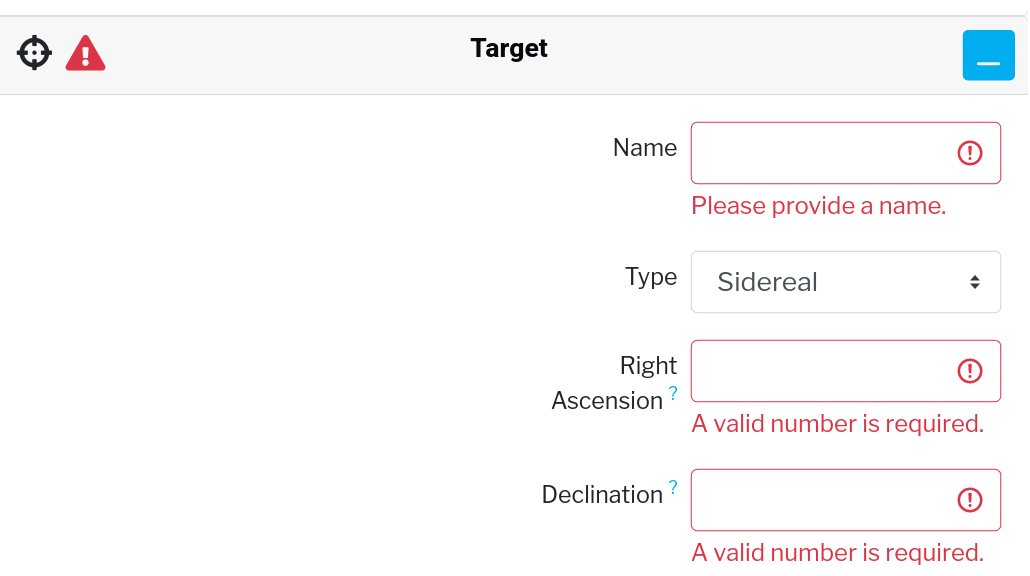 Target
Name
Please provide a name.
Type Sidereal
Right
Ascension ?
A valid number is required.
Declination ?
A valid number is required.